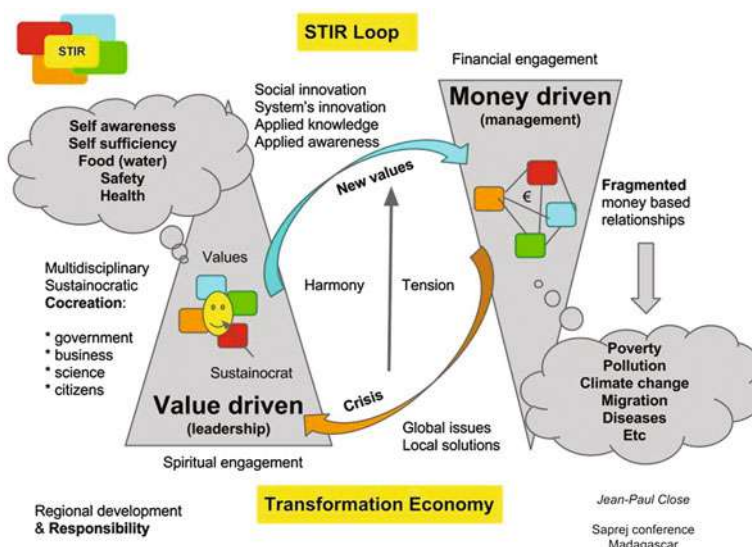 STIR Loop
STIR
Financial engagement
Social innovation
System's innovation
Applied knowledge
Applied awareness
Money driven
(management)
Self awareness
Self sufficiency
Food (water)
Safety
Health
New values
€
Fragmented
money based
relationships
Values
Multidisciplinary
Sustainocratic
Cocreation:
* government
* business
* science
* citizens
Harmony
Tension
Sustainocrat
Value driven
(leadership)
Crisis
Global issues
Local solutions
Poverty
Pollution
Climate change
Migration
Diseases
Etc
Spiritual engagement
Regional development
& Responsibility
Transformation Economy
Jean-Paul Close
Saprej conference
Madagascar